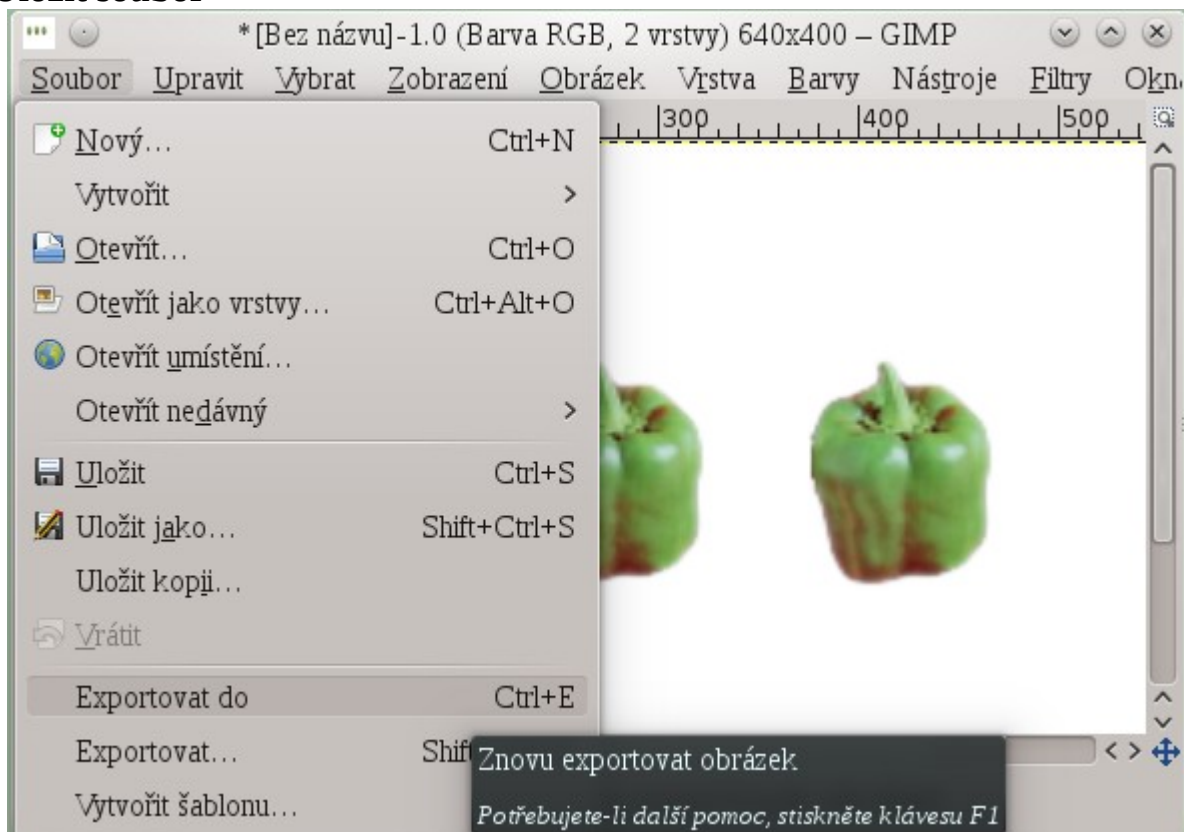 *[Bez názvu]-1.0 (Barva RGB, 2 vrstvy) 640x400 – GIMP
Soubor Upravit Vybrat Zobrazení Obrázek Vrstva Barvy Nástroje Filtry Okn
300 400 500
Nový... Ctrl+N
Vytvořit >
Otevřít... Ctrl+O
Otevřít jako vrstvy... Ctrl+Alt+O
Otevřít umístění...
Otevřít nedávný >
Uložit Ctrl+S
Uložit jako... Shift+Ctrl+S
Uložit kopii...
Vrátit
Exportovat do Ctrl+E
Exportovat... Shift
Znovu exportovat obrázek
Vytvořit šablonu...
Potřebujete-li další pomoc, stiskněte klávesu F1